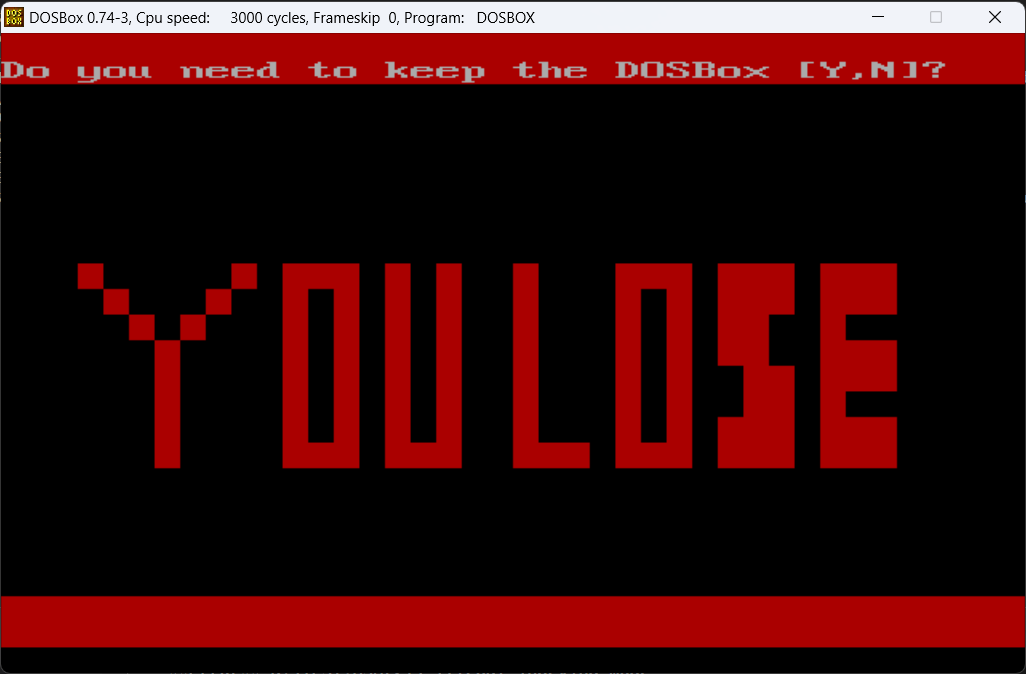 DOSBox 0.74-3, Cpu speed: 3000 cycles, Frameskip 0, Program: DOSBOX
Do you need to keep the DOSBox [Y,N]?
YOU LOSE